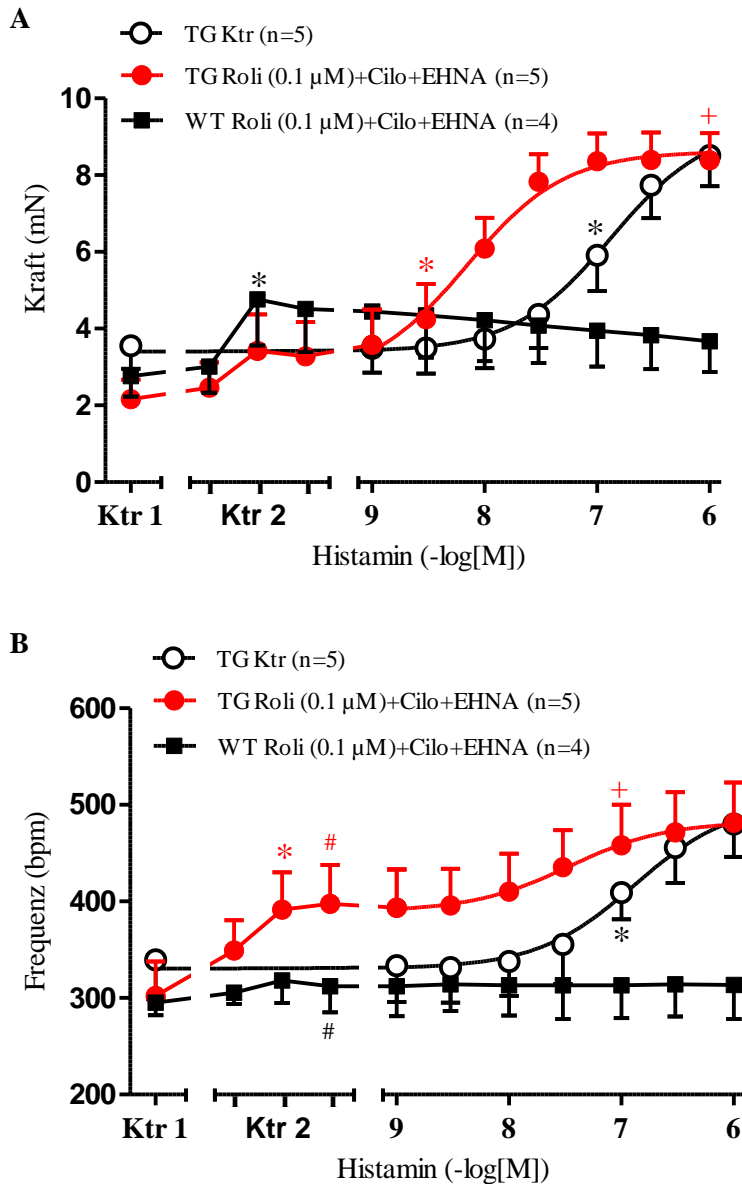 A
TG Ktr (n=5)
TG Roli (0.1 µM)+Cilo+EHNA (n=5)
WT Roli (0.1 µM)+Cilo+EHNA (n=4)
10
8
6
4
2
0
Kraft (mN)
*
*
*
+
Ktr 1 Ktr 2 9 8 7 6
Histamin (-log[M])
B
TG Ktr (n=5)
TG Roli (0.1 µM)+Cilo+EHNA (n=5)
WT Roli (0.1 µM)+Cilo+EHNA (n=4)
600
500
400
300
200
Frequenz (bpm)
*
#
+
*
#
Ktr 1 Ktr 2 9 8 7 6
Histamin (-log[M])